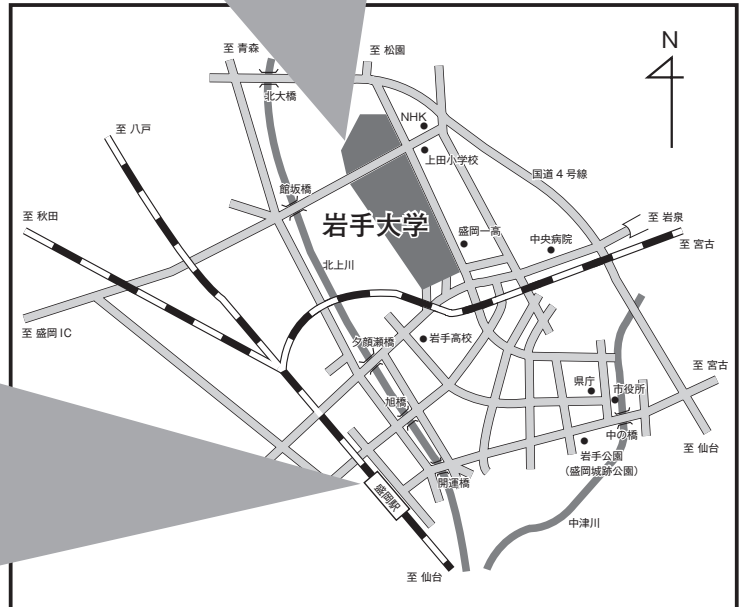 至 青森
至 松園
N
北大橋
NHK
至 八戸
上田小学校
国道４号線
館坂橋
至 秋田
岩手大学
盛岡一高
中央病院
至 岩泉
至 宮古
北上川
至 盛岡IC
夕顔瀬橋
岩手高校
至 宮古
県庁
市役所
旭橋
中の橋
至 仙台
岩手公園
（盛岡城跡公園）
開運橋
盛岡駅
中津川
至 仙台